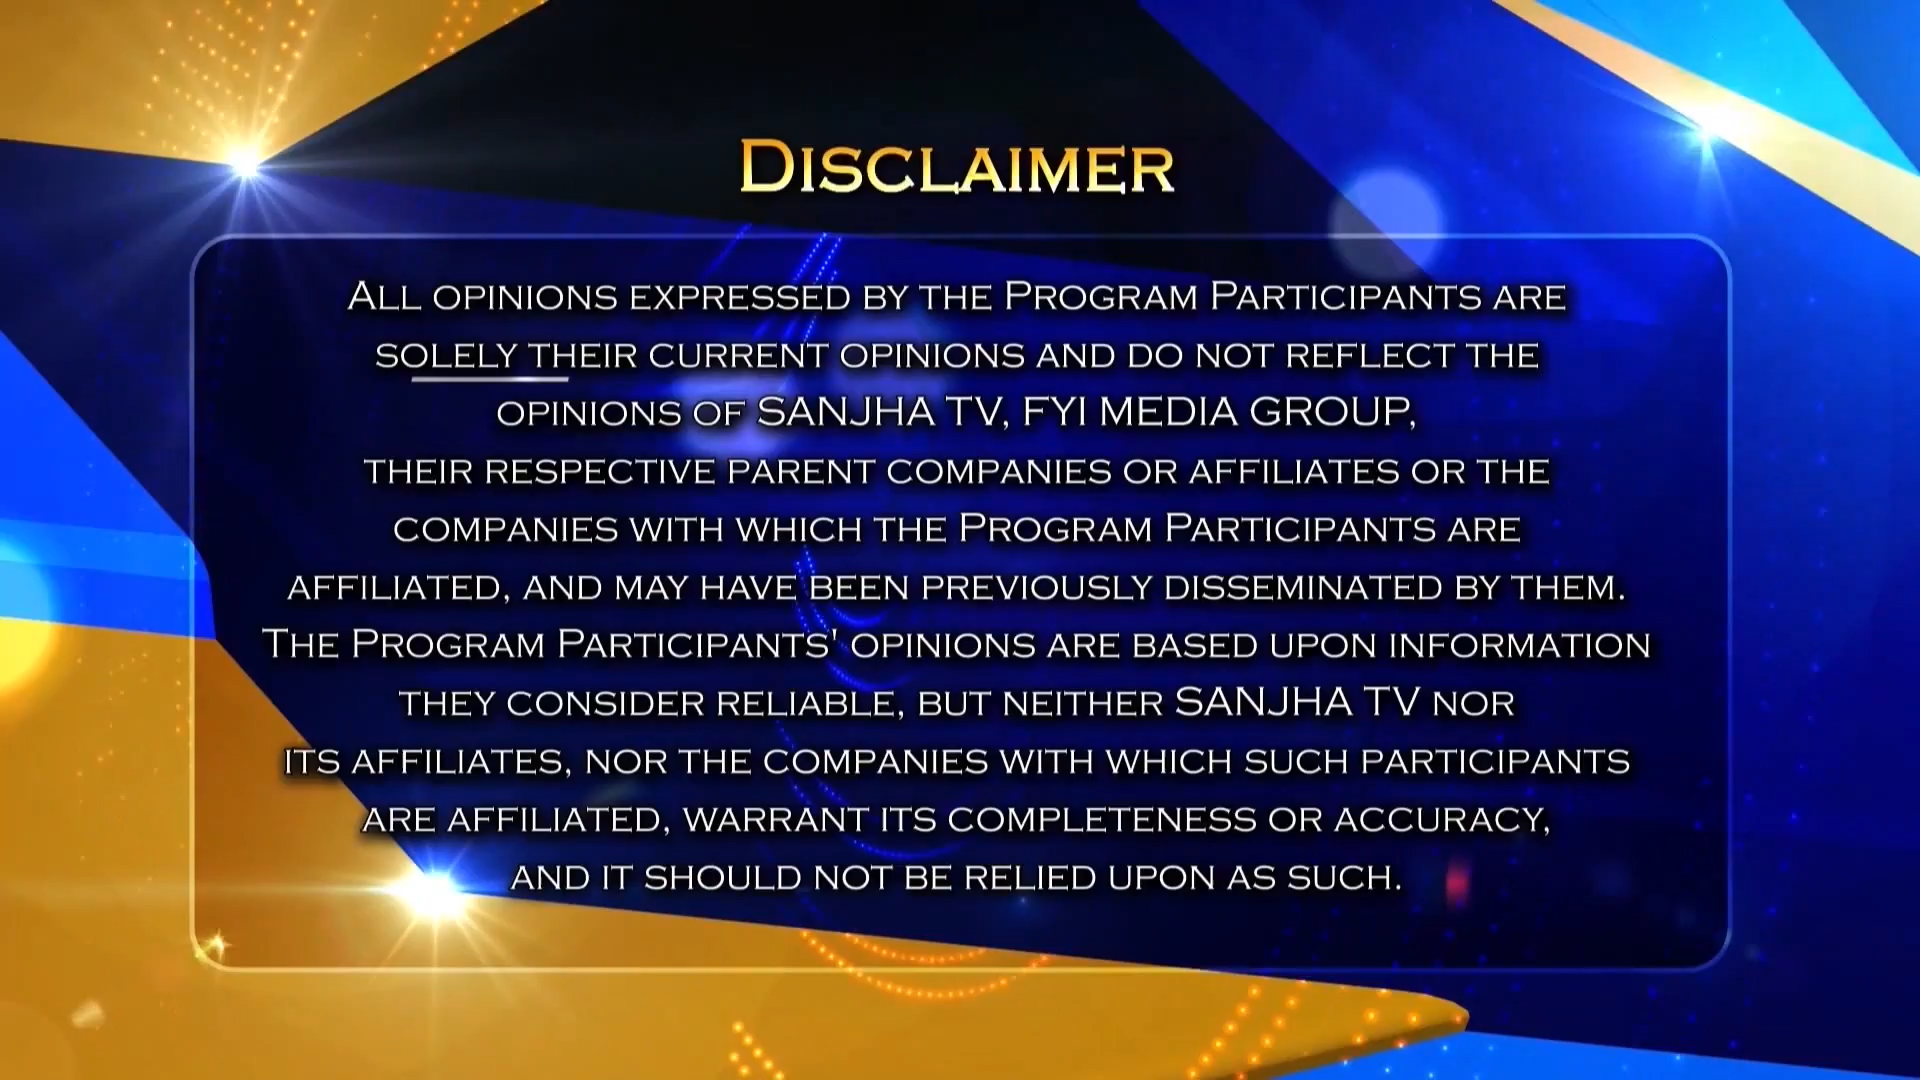 Disclaimer
All opinions expressed by the Program Participants are
solely their current opinions and do not reflect the
opinions of SANJHA TV, FYI MEDIA GROUP,
their respective parent companies or affiliates or the
companies with which the Program Participants are
affiliated, and may have been previously disseminated by them.
The Program Participants' opinions are based upon information
they consider reliable, but neither SANJHA TV nor
its affiliates, nor the companies with which such participants
are affiliated, warrant its completeness or accuracy,
and it should not be relied upon as such.